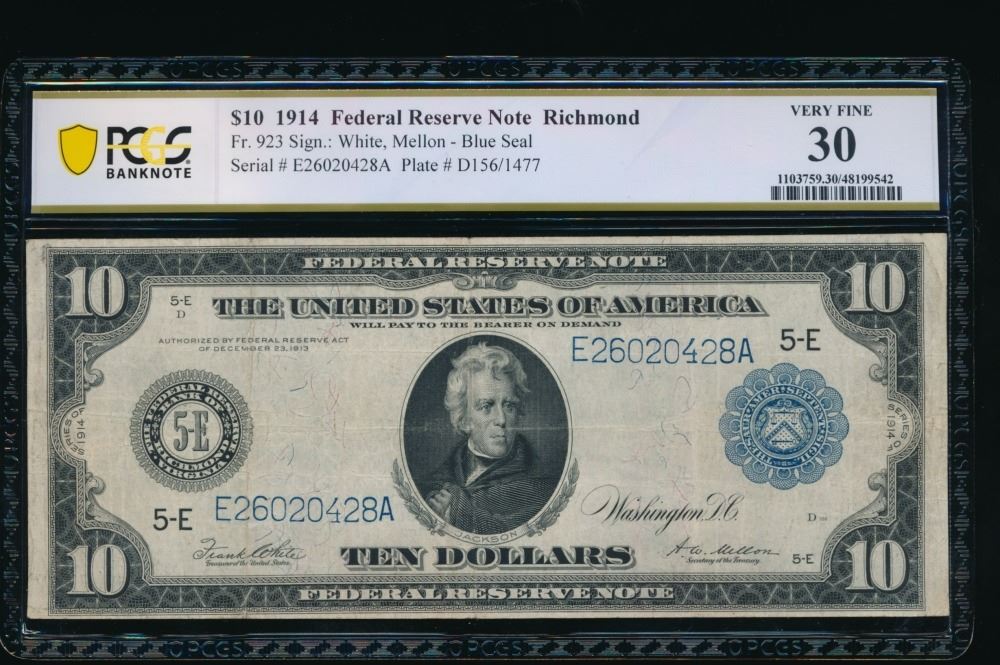 PCGS
BANKNOTE
$10 1914 Federal Reserve Note Richmond
Fr. 923 Sign.: White, Mellon - Blue Seal
Serial # E26020428A Plate # D156/1477
VERY FINE
30
1103759.30/48199542
FEDERAL RESERVE NOTE
10
10
5-E
D
THE UNITED STATES OF AMERICA
WILL PAY TO THE BEARER ON DEMAND
AUTHORIZED BY FEDERAL RESERVE ACT
OF DECEMBER 23, 1913
E26020428A
5-E
SERIES OF
1914
5-E
SERIES OF
1914
5-E
E26020428A
JACKSON
Washington, D.C.
D
Frank White
Treasurer of the United States.
TEN DOLLARS
A. W. Mellon
Secretary of the Treasury.
5-E
10
10
FEDERAL RESERVE NOTE